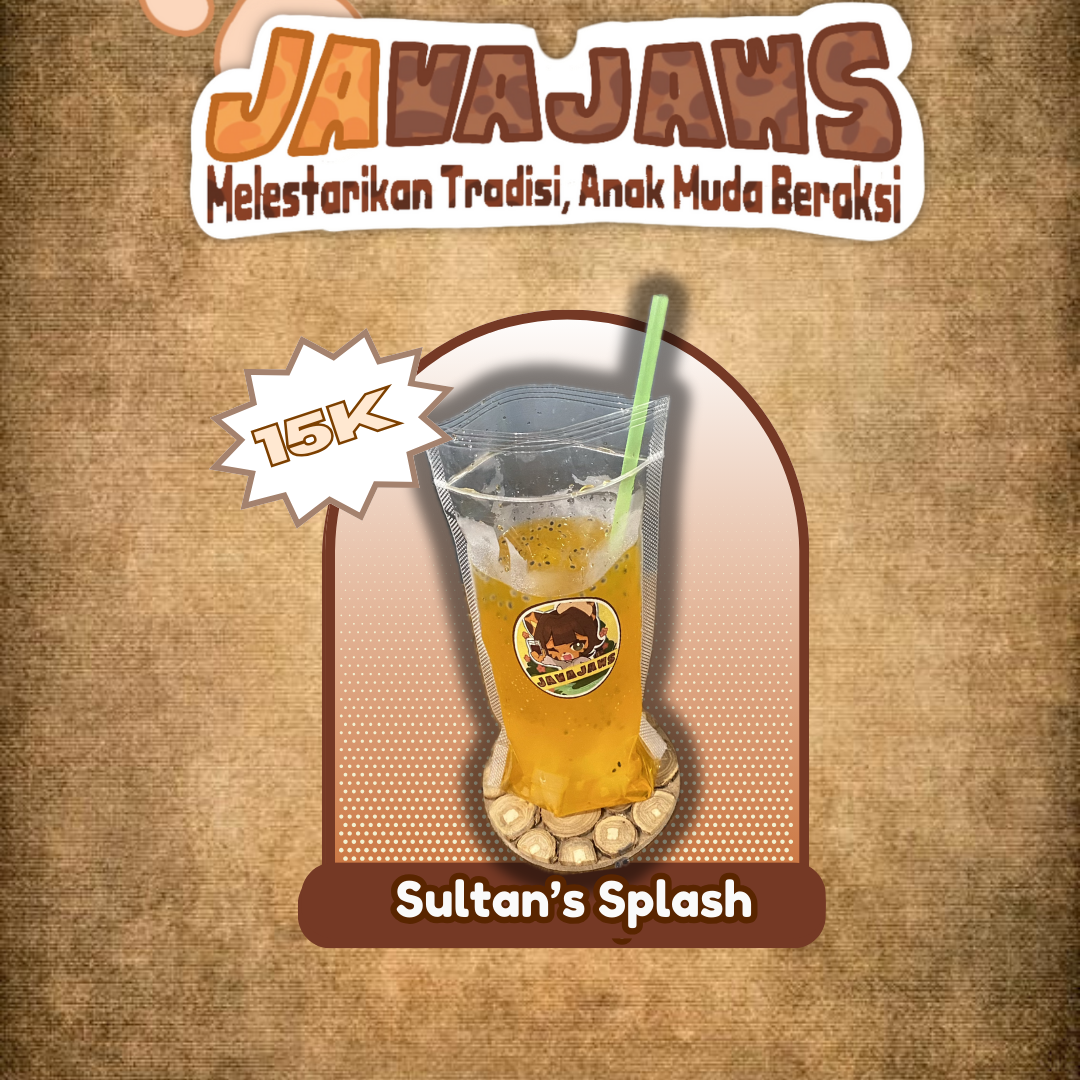 JAVAJAWS
Melestarikan Tradisi, Anak Muda Beraksi
15K
JAVAJAWS
Sultan's Splash